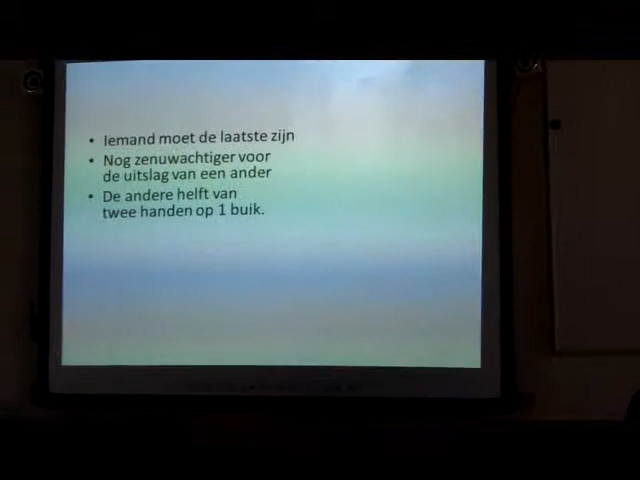 • Iemand moet de laatste zijn
• Nog zenuwachtiger voor
de uitslag van een ander
• De andere helft van
twee handen op 1 buik.